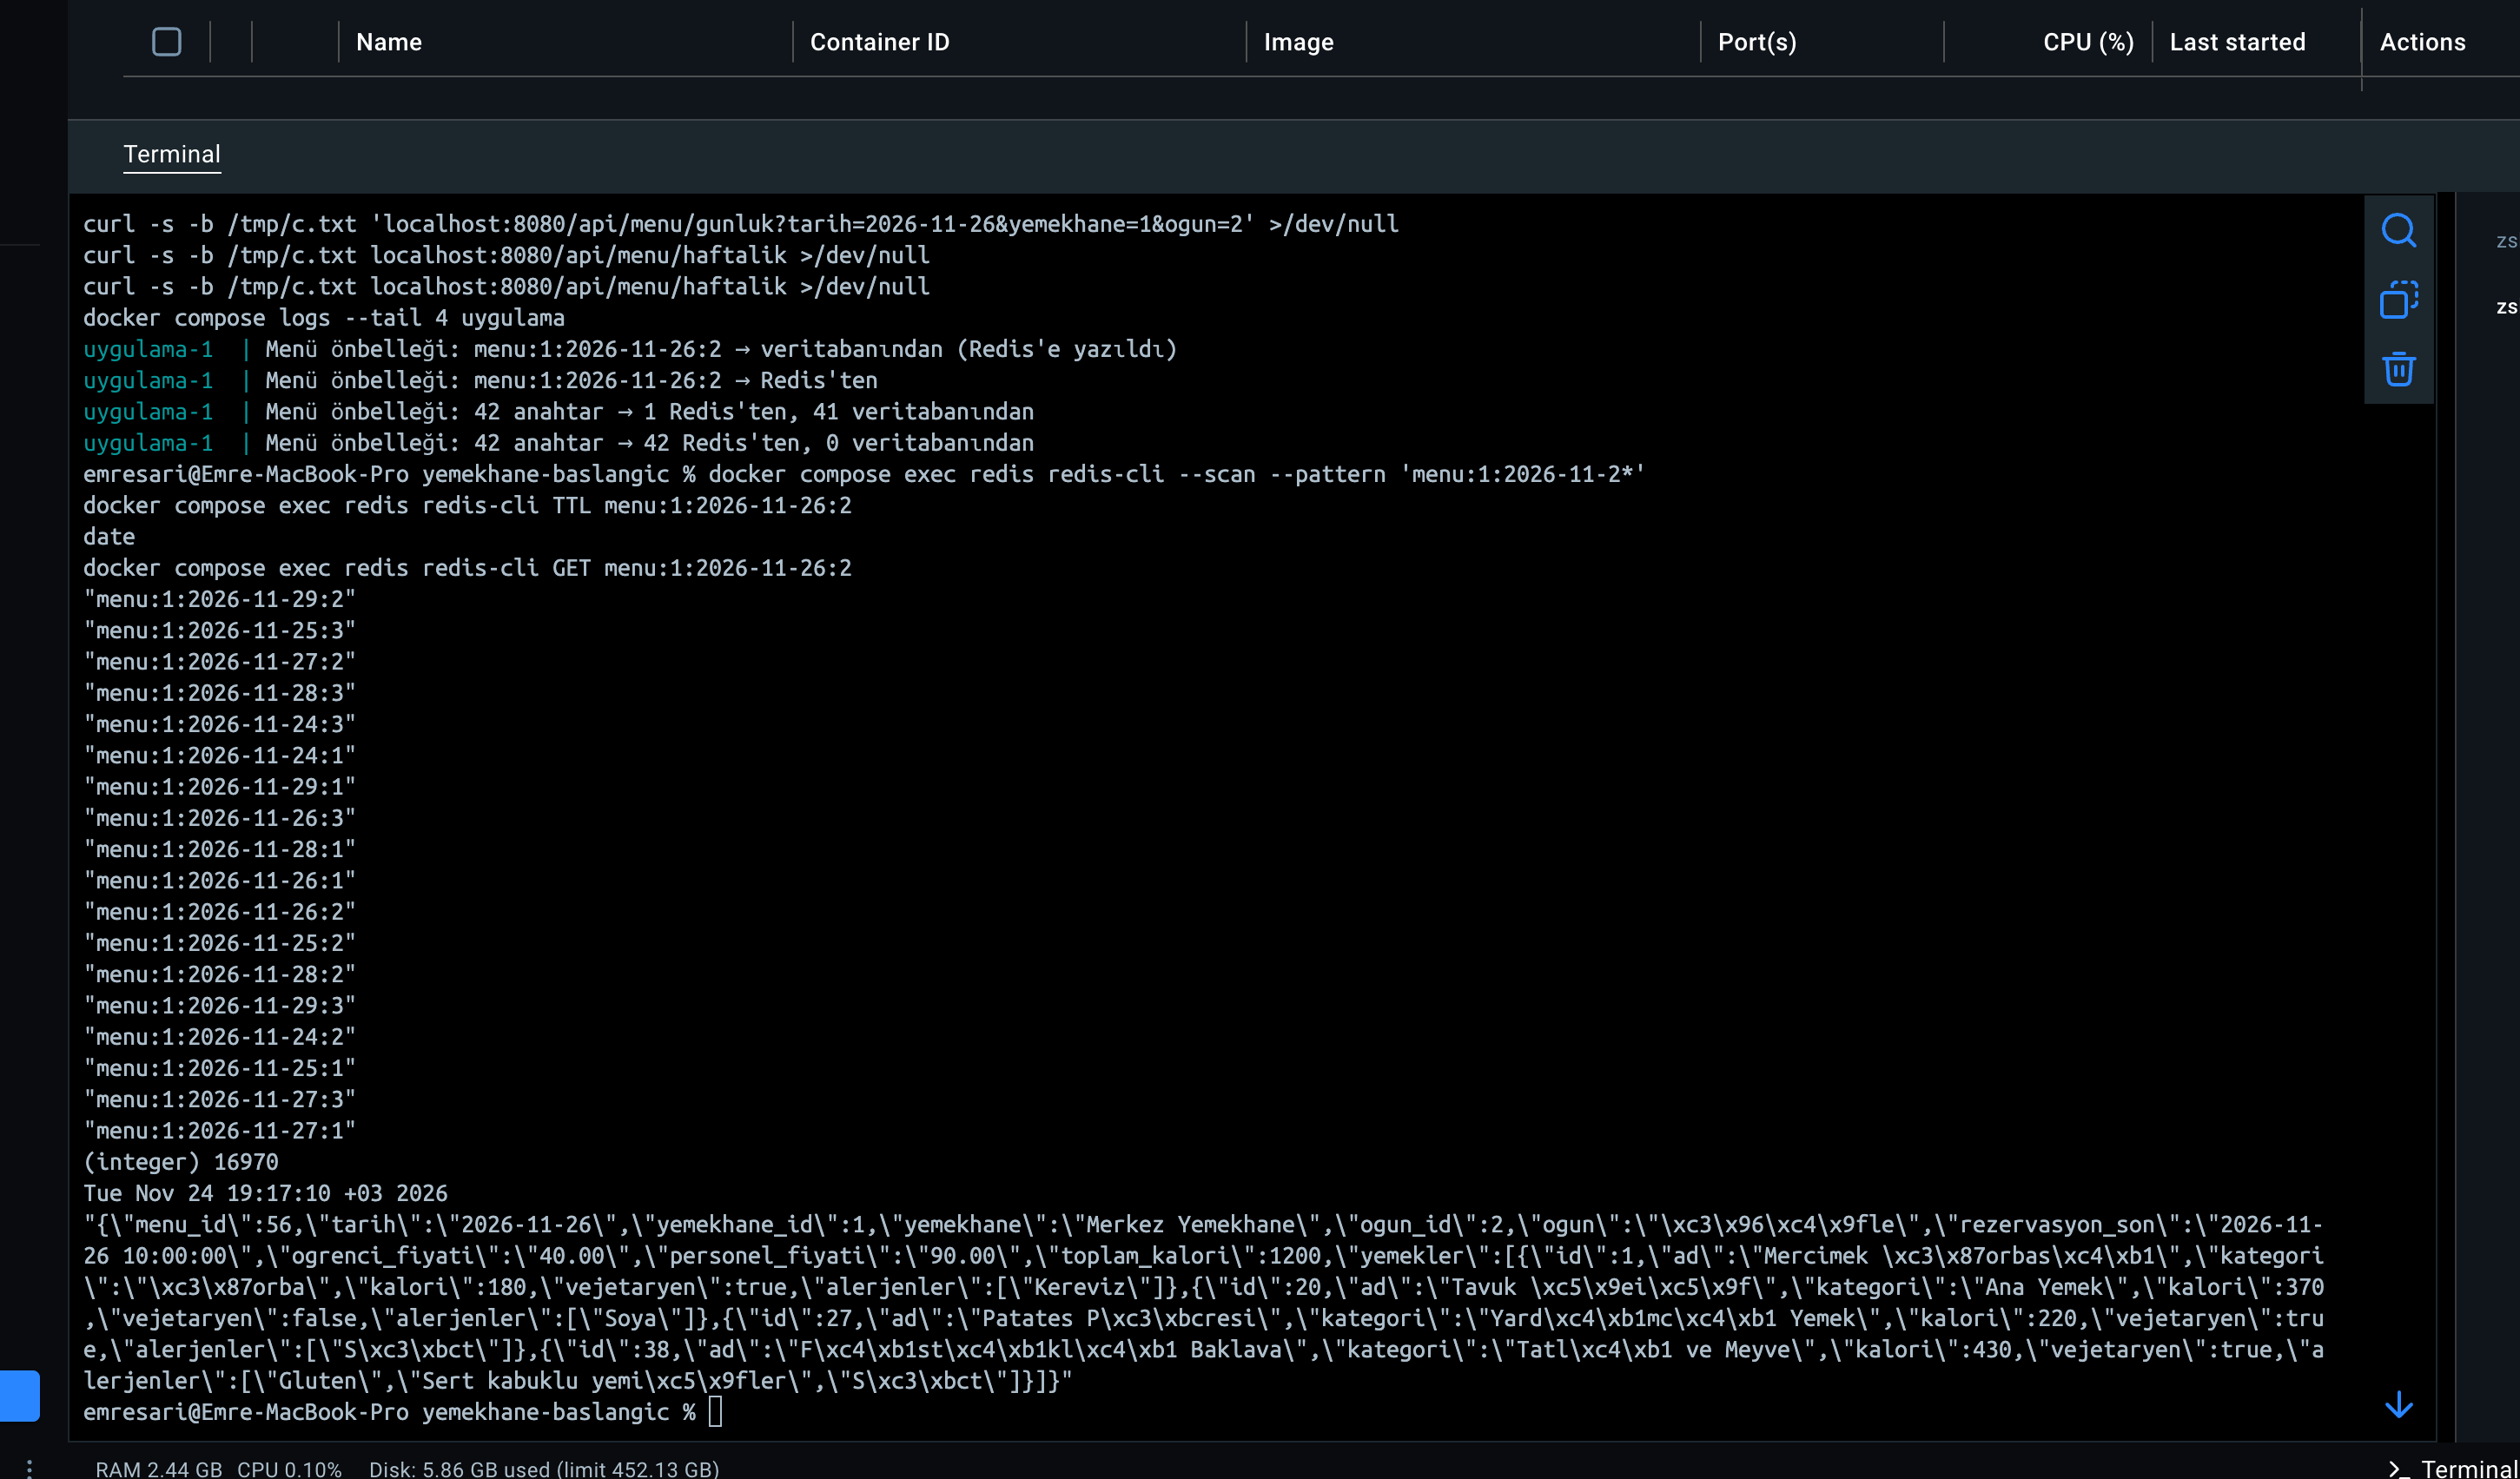 Name Container ID Image Port(s) CPU (%) Last started Actions
Terminal
curl -s -b /tmp/c.txt 'localhost:8080/api/menu/gunluk?tarih=2026-11-26&yemekhane=1&ogun=2' >/dev/null
curl -s -b /tmp/c.txt localhost:8080/api/menu/haftalik >/dev/null
curl -s -b /tmp/c.txt localhost:8080/api/menu/haftalik >/dev/null
docker compose logs --tail 4 uygulama
uygulama-1  | Menü önbelleği: menu:1:2026-11-26:2 → veritabanından (Redis'e yazıldı)
uygulama-1  | Menü önbelleği: menu:1:2026-11-26:2 → Redis'ten
uygulama-1  | Menü önbelleği: 42 anahtar → 1 Redis'ten, 41 veritabanından
uygulama-1  | Menü önbelleği: 42 anahtar → 42 Redis'ten, 0 veritabanından
emresari@Emre-MacBook-Pro yemekhane-baslangic % docker compose exec redis redis-cli --scan --pattern 'menu:1:2026-11-2*'
docker compose exec redis redis-cli TTL menu:1:2026-11-26:2
date
docker compose exec redis redis-cli GET menu:1:2026-11-26:2
"menu:1:2026-11-29:2"
"menu:1:2026-11-25:3"
"menu:1:2026-11-27:2"
"menu:1:2026-11-28:3"
"menu:1:2026-11-24:3"
"menu:1:2026-11-24:1"
"menu:1:2026-11-29:1"
"menu:1:2026-11-26:3"
"menu:1:2026-11-28:1"
"menu:1:2026-11-26:1"
"menu:1:2026-11-26:2"
"menu:1:2026-11-25:2"
"menu:1:2026-11-28:2"
"menu:1:2026-11-29:3"
"menu:1:2026-11-24:2"
"menu:1:2026-11-25:1"
"menu:1:2026-11-27:3"
"menu:1:2026-11-27:1"
(integer) 16970
Tue Nov 24 19:17:10 +03 2026
"{\"menu_id\":56,\"tarih\":\"2026-11-26\",\"yemekhane_id\":1,\"yemekhane\":\"Merkez Yemekhane\",\"ogun_id\":2,\"ogun\":\"\xc3\x96\xc4\x9fle\",\"rezervasyon_son\":\"2026-11-
26 10:00:00\",\"ogrenci_fiyati\":\"40.00\",\"personel_fiyati\":\"90.00\",\"toplam_kalori\":1200,\"yemekler\":[{\"id\":1,\"ad\":\"Mercimek \xc3\x87orbas\xc4\xb1\",\"kategori
\":\"\xc3\x87orba\",\"kalori\":180,\"vejetaryen\":true,\"alerjenler\":[\"Kereviz\"]},{\"id\":20,\"ad\":\"Tavuk \xc5\x9ei\xc5\x9f\",\"kategori\":\"Ana Yemek\",\"kalori\":370
,\"vejetaryen\":false,\"alerjenler\":[\"Soya\"]},{\"id\":27,\"ad\":\"Patates P\xc3\xbcresi\",\"kategori\":\"Yard\xc4\xb1mc\xc4\xb1 Yemek\",\"kalori\":220,\"vejetaryen\":tru
e,\"alerjenler\":[\"S\xc3\xbct\"]},{\"id\":38,\"ad\":\"F\xc4\xb1st\xc4\xb1kl\xc4\xb1 Baklava\",\"kategori\":\"Tatl\xc4\xb1 ve Meyve\",\"kalori\":430,\"vejetaryen\":true,\"a
lerjenler\":[\"Gluten\",\"Sert kabuklu yemi\xc5\x9fler\",\"S\xc3\xbct\"]}]}"
emresari@Emre-MacBook-Pro yemekhane-baslangic %
zs
zs
RAM 2.44 GB CPU 0.10% Disk: 5.86 GB used (limit 452.13 GB)
>_ Terminal